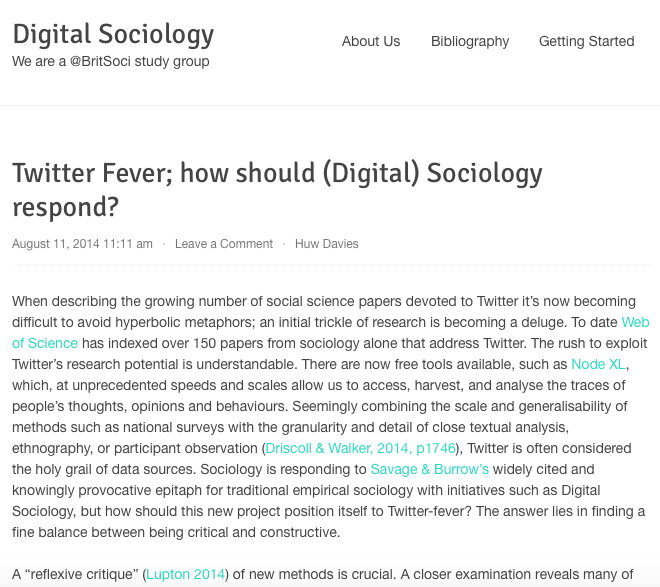 Digital Sociology
We are a @BritSoci study group
About Us Bibliography Getting Started
Twitter Fever; how should (Digital) Sociology
respond?
August 11, 2014 11:11 am · Leave a Comment · Huw Davies
When describing the growing number of social science papers devoted to Twitter it’s now becoming
difficult to avoid hyperbolic metaphors; an initial trickle of research is becoming a deluge. To date Web
of Science has indexed over 150 papers from sociology alone that address Twitter. The rush to exploit
Twitter’s research potential is understandable. There are now free tools available, such as Node XL,
which, at unprecedented speeds and scales allow us to access, harvest, and analyse the traces of
people’s thoughts, opinions and behaviours. Seemingly combining the scale and generalisability of
methods such as national surveys with the granularity and detail of close textual analysis,
ethnography, or participant observation (Driscoll & Walker, 2014, p1746), Twitter is often considered
the holy grail of data sources. Sociology is responding to Savage & Burrow’s widely cited and
knowingly provocative epitaph for traditional empirical sociology with initiatives such as Digital
Sociology, but how should this new project position itself to Twitter-fever? The answer lies in finding a
fine balance between being critical and constructive.
A “reflexive critique” (Lupton 2014) of new methods is crucial. A closer examination reveals many of